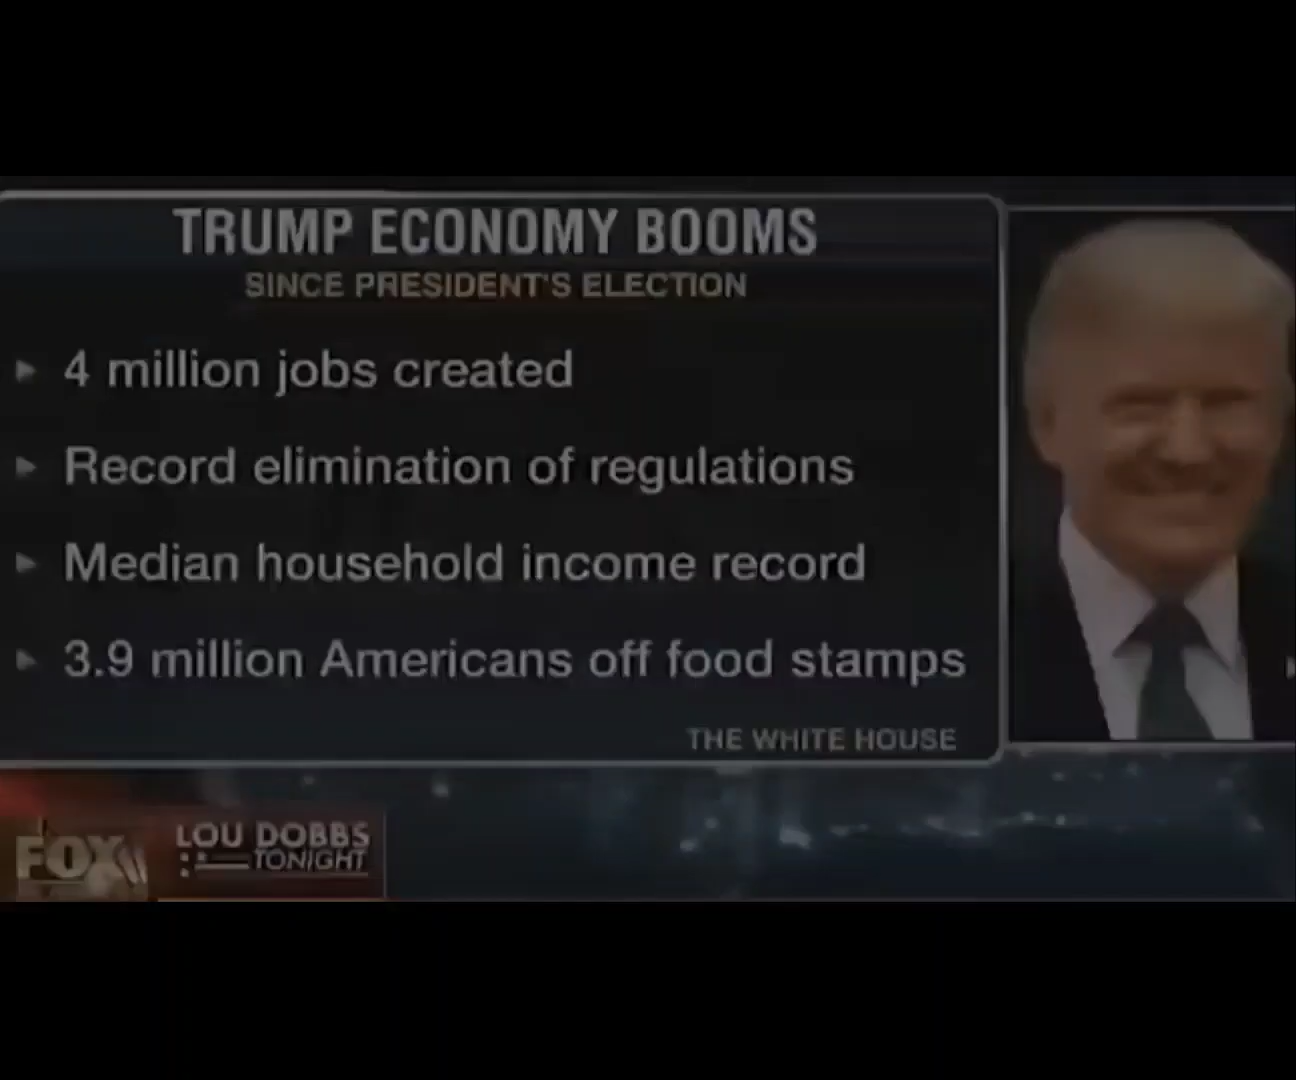 TRUMP ECONOMY BOOMS
SINCE PRESIDENT'S ELECTION
4 million jobs created
Record elimination of regulations
Median household income record
3.9 million Americans off food stamps
THE WHITE HOUSE
FOX
LOU DOBBS
TONIGHT